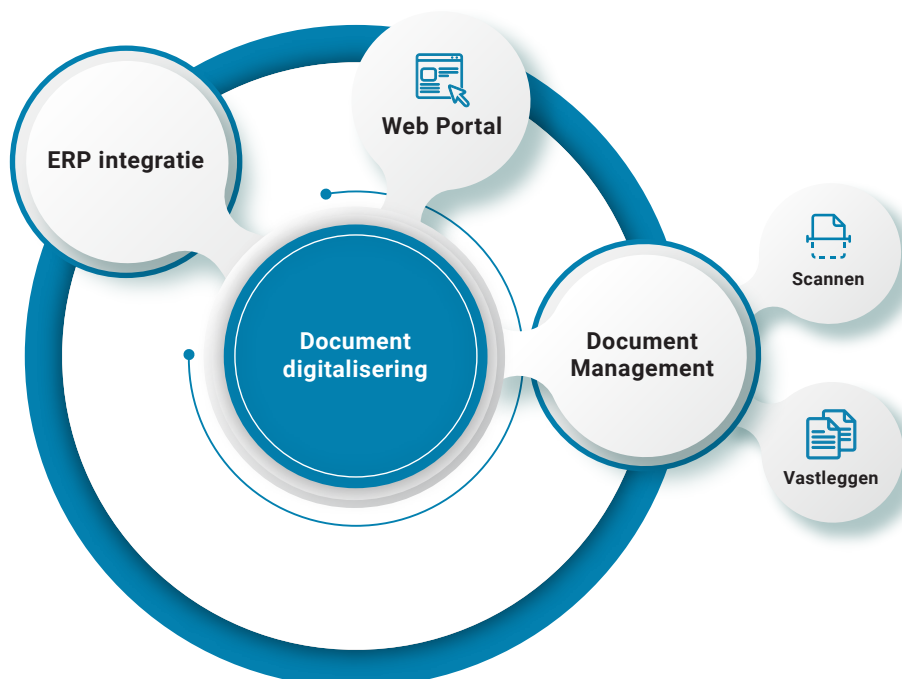 Web Portal
ERP integratie
Scannen
Document
digitalisering
Document
Management
Vastleggen